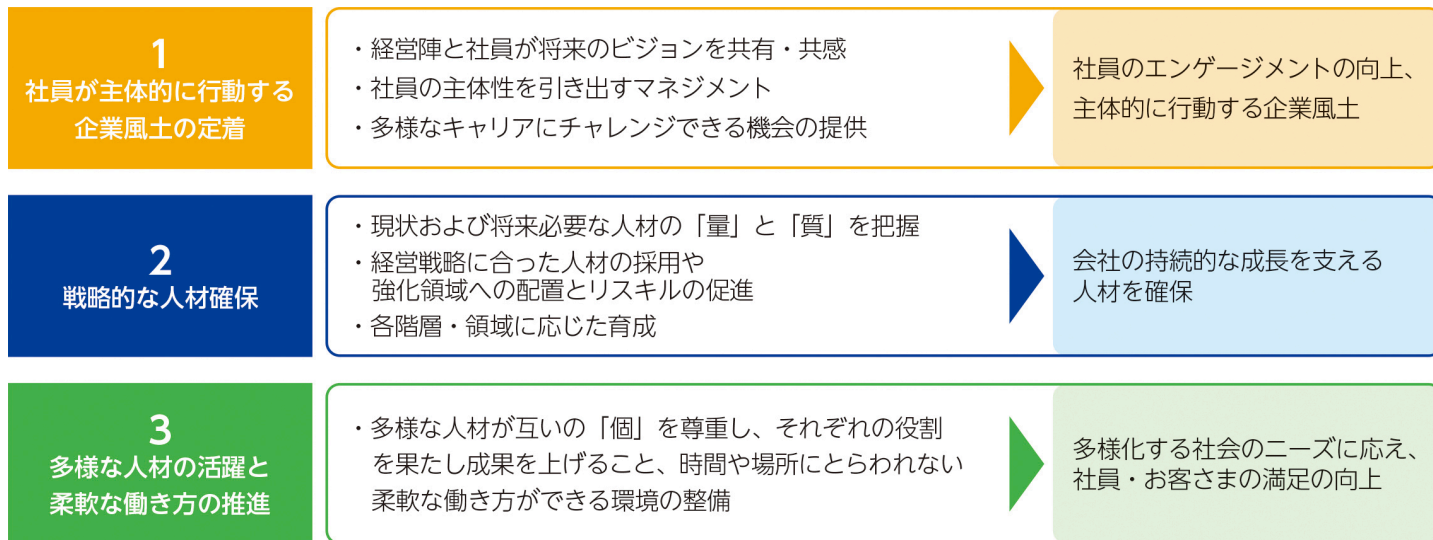 1
社員が主体的に行動する
企業風土の定着
・経営陣と社員が将来のビジョンを共有・共感
・社員の主体性を引き出すマネジメント
・多様なキャリアにチャレンジできる機会の提供
社員のエンゲージメントの向上、
主体的に行動する企業風土
2
戦略的な人材確保
・現状および将来必要な人材の「量」と「質」を把握
・経営戦略に合った人材の採用や
強化領域への配置とリスキルの促進
・各階層・領域に応じた育成
会社の持続的な成長を支える
人材を確保
3
多様な人材の活躍と
柔軟な働き方の推進
・多様な人材が互いの「個」を尊重し、それぞれの役割
を果たし成果を上げること、時間や場所にとらわれない
柔軟な働き方ができる環境の整備
多様化する社会のニーズに応え、
社員・お客さまの満足の向上